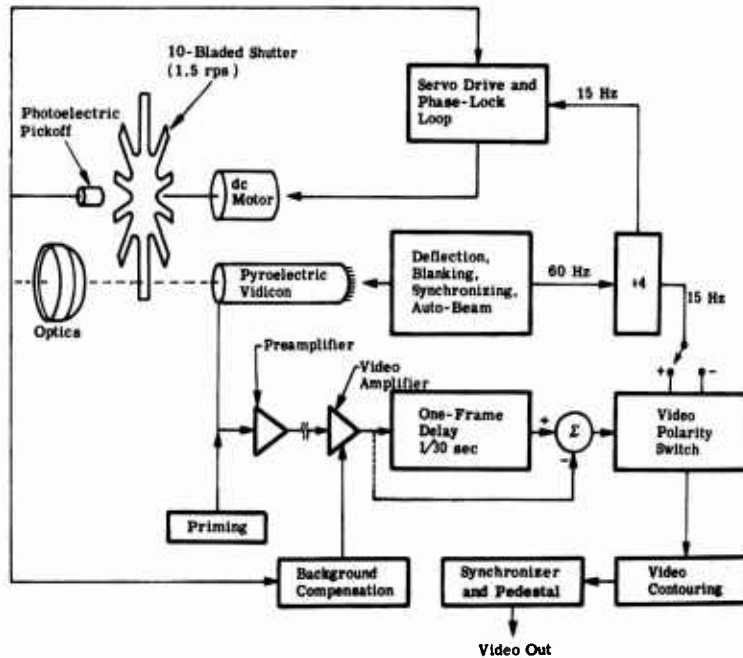 10-Bladed Shutter
(1.5 rps)
Photoelectric
Pickoff
Servo Drive and
Phase-Lock
Loop
15 Hz
dc
Motor
Optics
Pyroelectric
Vidicon
Deflection,
Blanking,
Synchronizing,
Auto-Beam
60 Hz
÷4
15 Hz
+
-
Preamplifier
Video
Amplifier
One-Frame
Delay
1/30 sec
+
Σ
-
Video
Polarity
Switch
Priming
Background
Compensation
Synchronizer
and Pedestal
Video
Contouring
Video Out